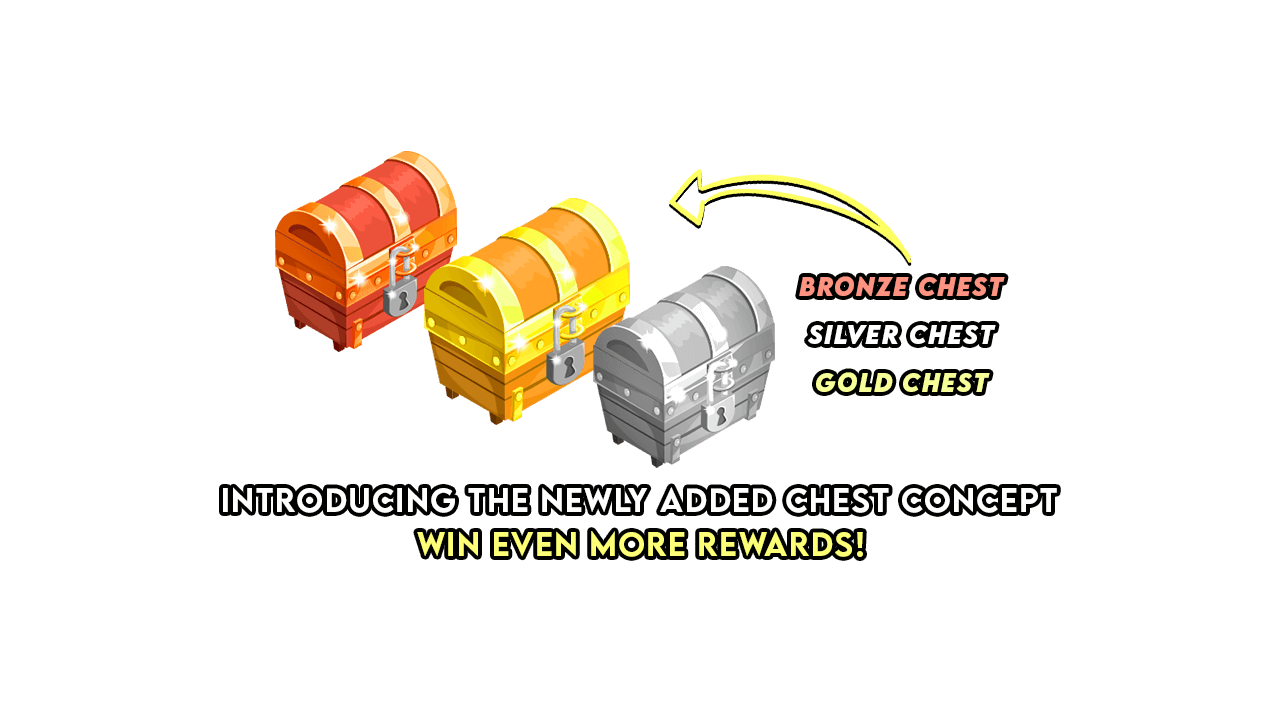 BRONZE CHEST
SILVER CHEST
GOLD CHEST
INTRODUCING THE NEWLY ADDED CHEST CONCEPT
WIN EVEN MORE REWARDS!